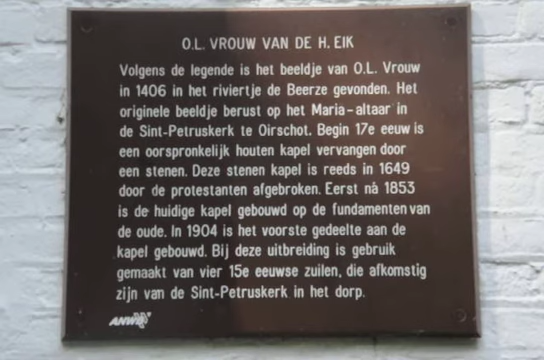 O.L. VROUW VAN DE H. EIK
Volgens de legende is het beeldje van O.L. Vrouw
in 1406 in het riviertje de Beerze gevonden. Het
originele beeldje berust op het Maria-altaar in
de Sint-Petruskerk te Oirschot. Begin 17e eeuw is
een oorspronkelijk houten kapel vervangen door
een stenen. Deze stenen kapel is reeds in 1649
door de protestanten afgebroken. Eerst ná 1853
is de huidige kapel gebouwd op de fundamenten van
de oude. In 1904 is het voorste gedeelte aan de
kapel gebouwd. Bij deze uitbreiding is gebruik
gemaakt van vier 15e eeuwse zuilen, die afkomstig
zijn van de Sint-Petruskerk in het dorp.
ANWB